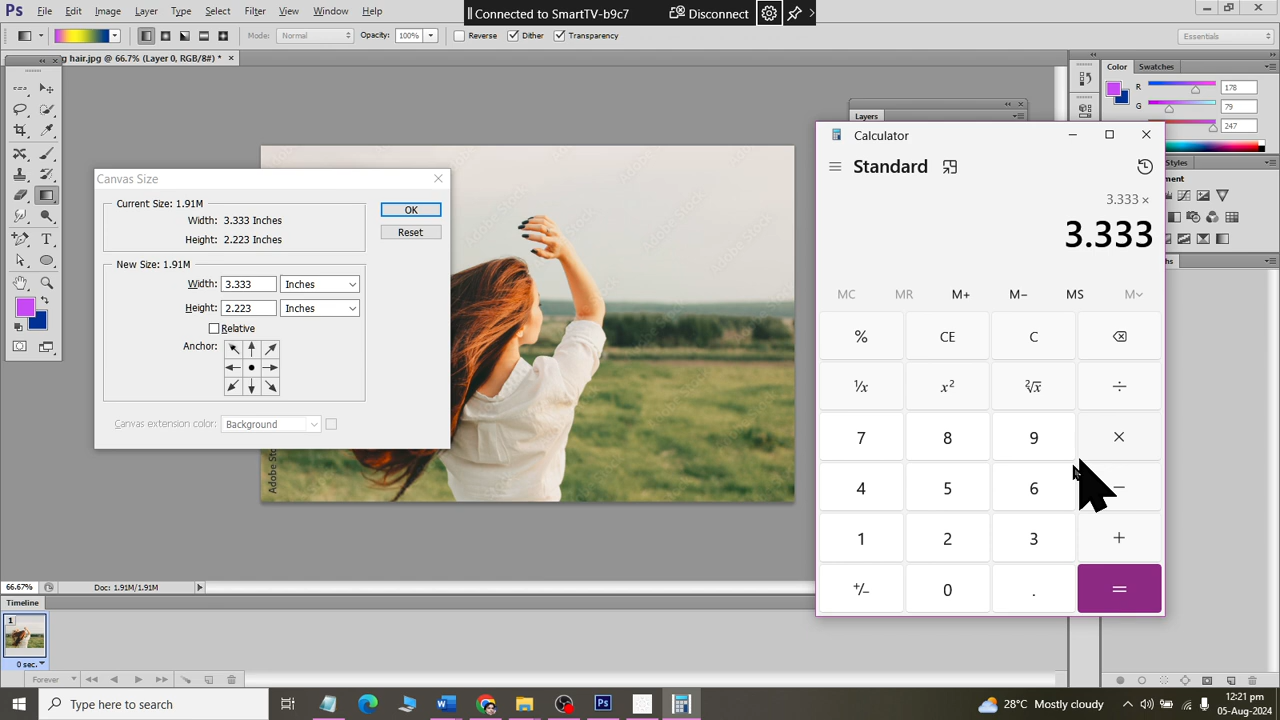 Ps File Edit Image Layer Type Select Filter View Window Help
Connected to SmartTV-b9c7 Disconnect
Mode: Normal Opacity: 100% Reverse Dither Transparency
Essentials
g hair.jpg @ 66.7% (Layer 0, RGB/8#) *
Color Swatches
R 178
G 79
247
Layers
Styles
Canvas Size
Current Size: 1.91M
Width: 3.333 Inches
Height: 2.223 Inches
OK
Reset
New Size: 1.91M
Width: 3.333 Inches
Height: 2.223 Inches
Relative
Anchor:
Canvas extension color: Background
Calculator
Standard
3.333 ×
3.333
MC MR M+ M− MS M
% CE C
⅟x x² ²√x ÷
7 8 9 ×
4 5 6 −
1 2 3 +
+/− 0 . =
66.67% Doc: 1.91M/1.91M
Timeline
1
0 sec.
Forever
Type here to search
28°C Mostly cloudy
12:21 pm
05-Aug-2024